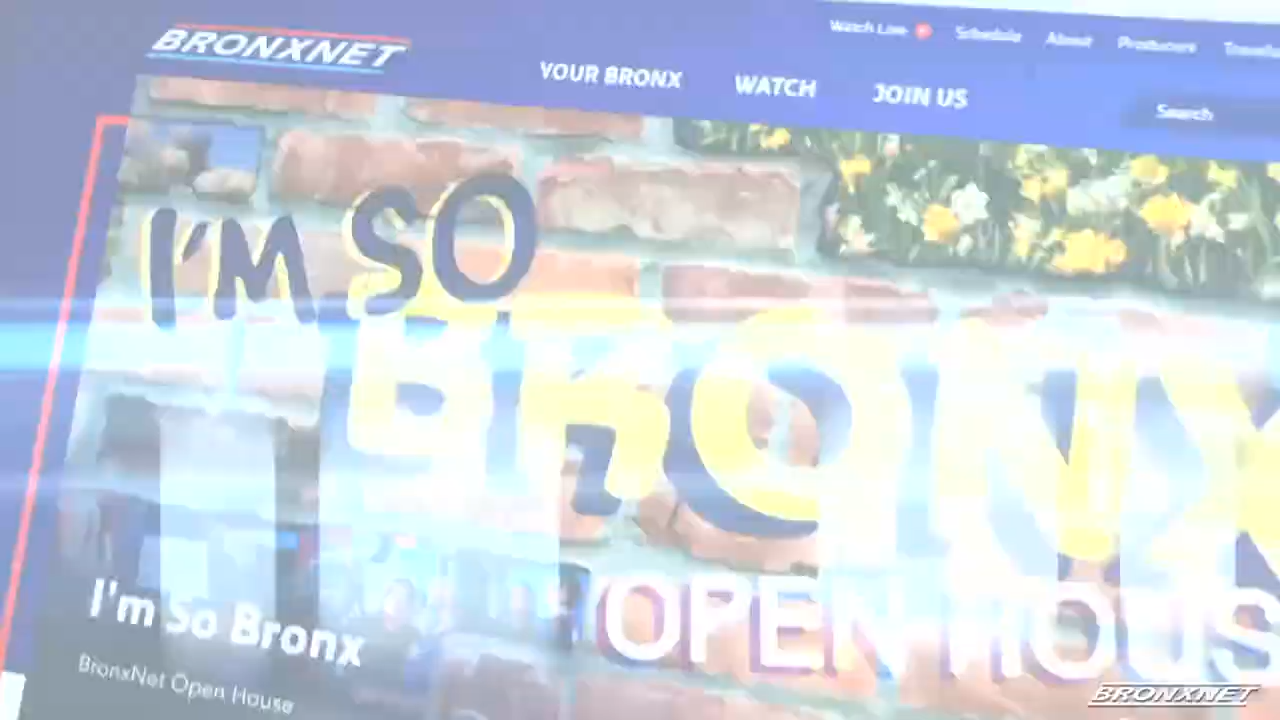 BRONXNET
Watch Live Schedule About Producers
YOUR BRONX WATCH JOIN US
Search
I'M SO
BRONX
OPEN HOUS
I'm So Bronx
BronxNet Open House
BRONXNET